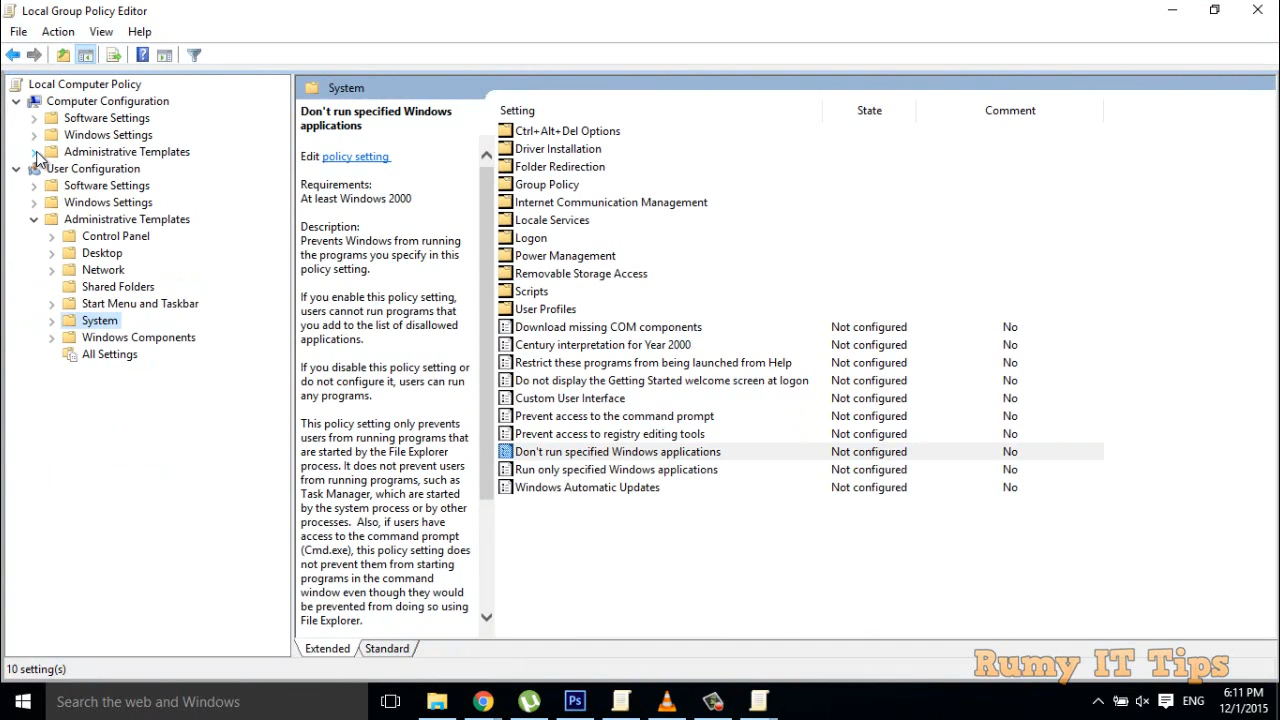 Local Group Policy Editor
File Action View Help
Local Computer Policy
Computer Configuration
Software Settings
Windows Settings
Administrative Templates
User Configuration
Software Settings
Windows Settings
Administrative Templates
Control Panel
Desktop
Network
Shared Folders
Start Menu and Taskbar
System
Windows Components
All Settings
System
Don't run specified Windows
applications
Edit policy setting
Requirements:
At least Windows 2000
Description:
Prevents Windows from running
the programs you specify in this
policy setting.
If you enable this policy setting,
users cannot run programs that
you add to the list of disallowed
applications.
If you disable this policy setting or
do not configure it, users can run
any programs.
This policy setting only prevents
users from running programs that
are started by the File Explorer
process. It does not prevent users
from running programs, such as
Task Manager, which are started
by the system process or by other
processes. Also, if users have
access to the command prompt
(Cmd.exe), this policy setting does
not prevent them from starting
programs in the command
window even though they would
be prevented from doing so using
File Explorer.
Setting State Comment
Ctrl+Alt+Del Options
Driver Installation
Folder Redirection
Group Policy
Internet Communication Management
Locale Services
Logon
Power Management
Removable Storage Access
Scripts
User Profiles
Download missing COM components Not configured No
Century interpretation for Year 2000 Not configured No
Restrict these programs from being launched from Help Not configured No
Do not display the Getting Started welcome screen at logon Not configured No
Custom User Interface Not configured No
Prevent access to the command prompt Not configured No
Prevent access to registry editing tools Not configured No
Don't run specified Windows applications Not configured No
Run only specified Windows applications Not configured No
Windows Automatic Updates Not configured No
Extended Standard
10 setting(s)
Rumy IT Tips
Search the web and Windows
Ps
ENG
6:11 PM
12/1/2015